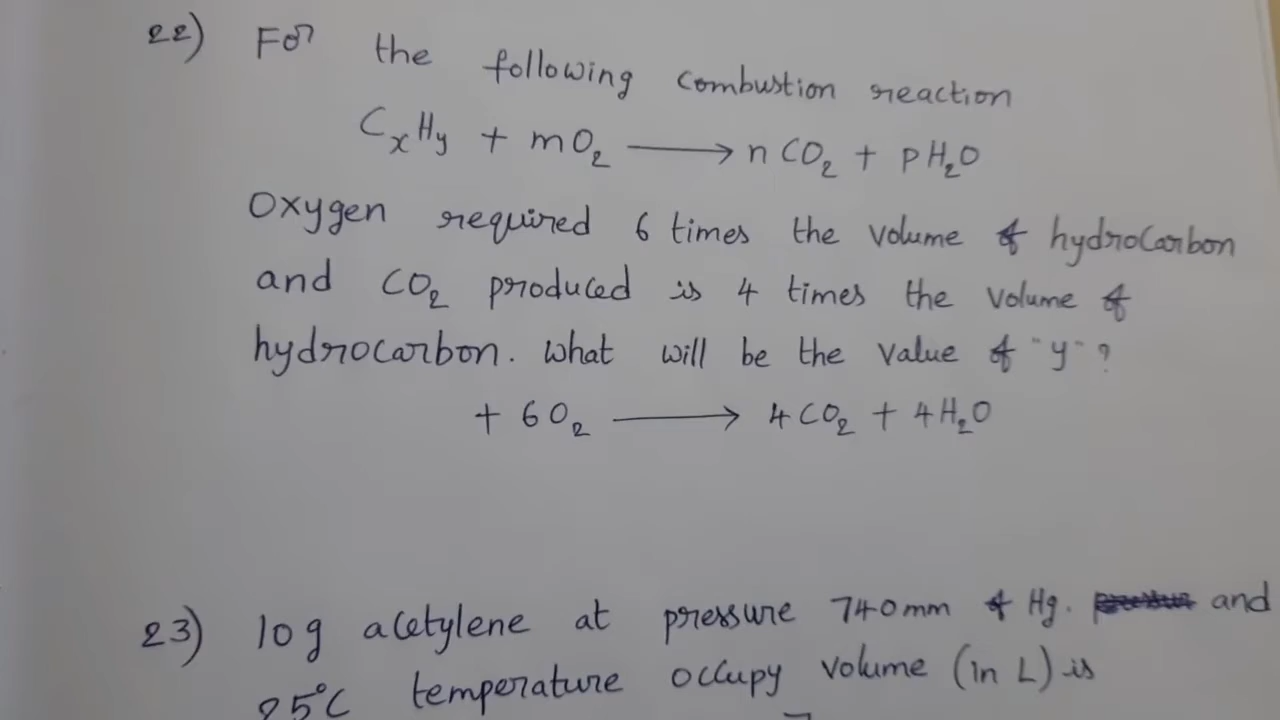 22) For the following combustion reaction
CₓHy + mO₂ ⟶ nCO₂ + pH₂O
Oxygen required 6 times the volume of hydrocarbon
and CO₂ produced is 4 times the volume of
hydrocarbon. What will be the value of "y"?
+ 6O₂ ⟶ 4CO₂ + 4H₂O
23) 10g acetylene at pressure 740mm of Hg. and
25°C temperature occupy volume (in L) is